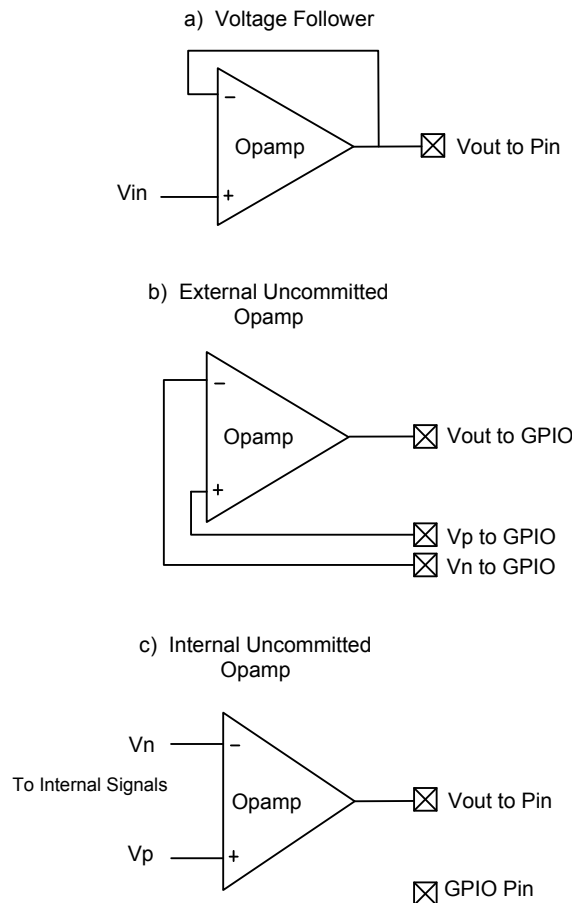 a) Voltage Follower
−
Opamp
Vout to Pin
Vin
+
b) External Uncommitted
Opamp
−
Opamp
Vout to GPIO
+
Vp to GPIO
Vn to GPIO
c) Internal Uncommitted
Opamp
Vn
−
To Internal Signals
Opamp
Vout to Pin
Vp
+
GPIO Pin